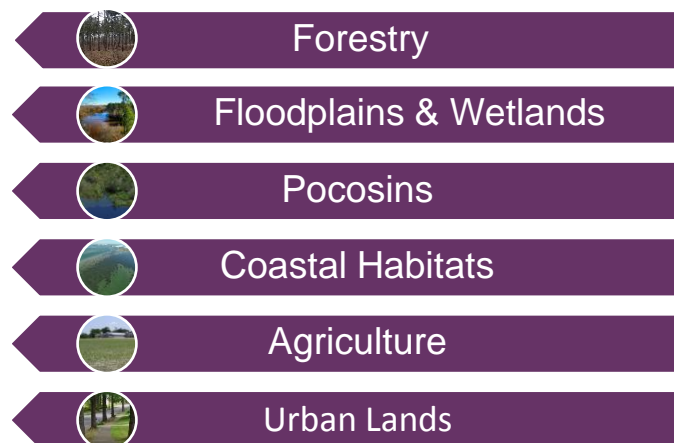 Forestry
Floodplains & Wetlands
Pocosins
Coastal Habitats
Agriculture
Urban Lands